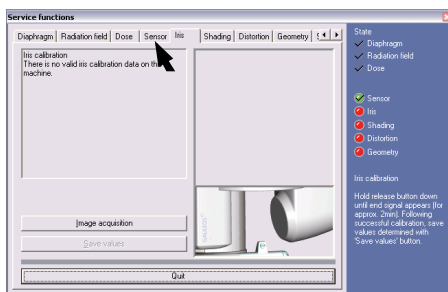 Service functions
Diaphragm Radiation field Dose Sensor Iris Shading Distortion Geometry
Iris calibration
There is no valid iris calibration data on the
machine.
Image acquisition
Save values
Quit
State
Diaphragm
Radiation field
Dose
Sensor
Iris
Shading
Distortion
Geometry
Iris calibration
Hold release button down
until end signal appears (for
approx. 2min). Following
successful calibration, save
values determined with
'Save values' button.